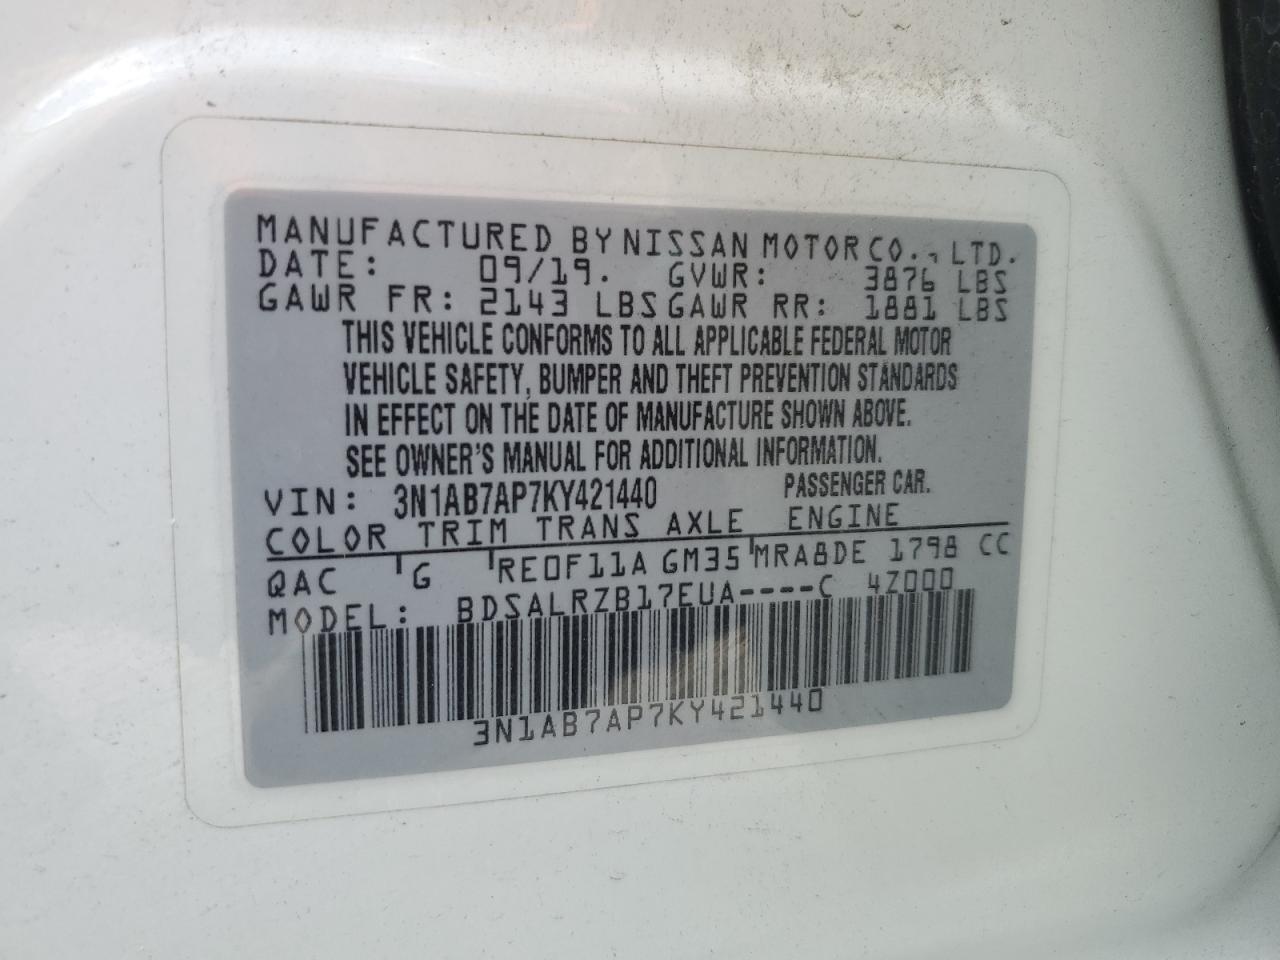 MANUFACTURED BY NISSAN MOTOR CO., LTD.
DATE: 09/19. GVWR: 3876 LBS
GAWR FR: 2143 LBS GAWR RR: 1881 LBS
THIS VEHICLE CONFORMS TO ALL APPLICABLE FEDERAL MOTOR
VEHICLE SAFETY, BUMPER AND THEFT PREVENTION STANDARDS
IN EFFECT ON THE DATE OF MANUFACTURE SHOWN ABOVE.
SEE OWNER'S MANUAL FOR ADDITIONAL INFORMATION.
VIN: 3N1AB7AP7KY421440 PASSENGER CAR.
COLOR TRIM TRANS AXLE ENGINE
QAC G RE0F11A GM35 MRA8DE 1798 CC
MODEL: BDSALRZB17EUA----C 4Z000
3N1AB7AP7KY421440